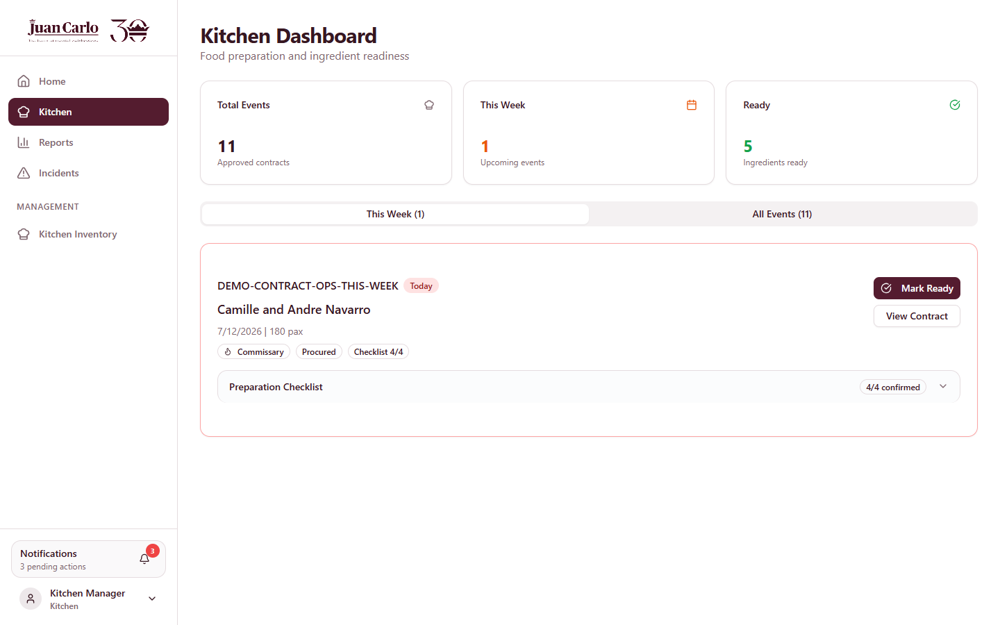 Juan Carlo 30
Home
Kitchen
Reports
Incidents
MANAGEMENT
Kitchen Inventory
Notifications
3 pending actions
3
Kitchen Manager
Kitchen
Kitchen Dashboard
Food preparation and ingredient readiness
Total Events
11
Approved contracts
This Week
1
Upcoming events
Ready
5
Ingredients ready
This Week (1)
All Events (11)
DEMO-CONTRACT-OPS-THIS-WEEK Today
Camille and Andre Navarro
7/12/2026 | 180 pax
Commissary Procured Checklist 4/4
Mark Ready
View Contract
Preparation Checklist 4/4 confirmed